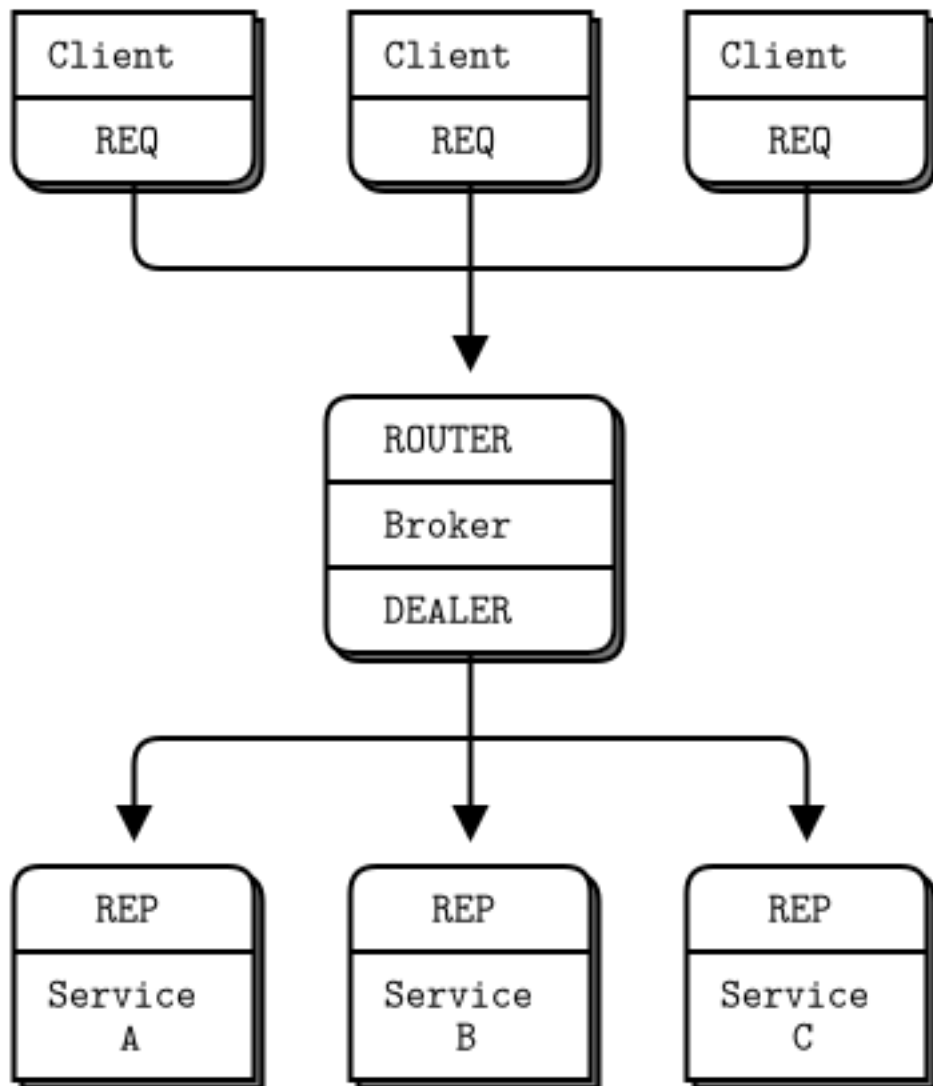 Client
Client
Client
REQ
REQ
REQ
ROUTER
Broker
DEALER
REP
REP
REP
Service
Service
Service
A
B
C